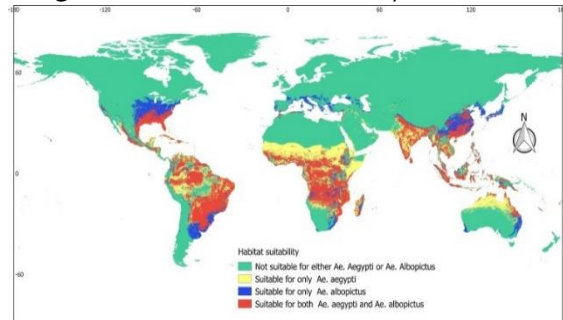 -120
-60
0
60
120
180
60
0
-60
N
Habitat suitability
Not suitable for either Ae. Aegypti or Ae. Albopictus
Suitable for only Ae. aegypti
Suitable for only Ae. albopictus
Suitable for both Ae. aegypti and Ae. albopictus